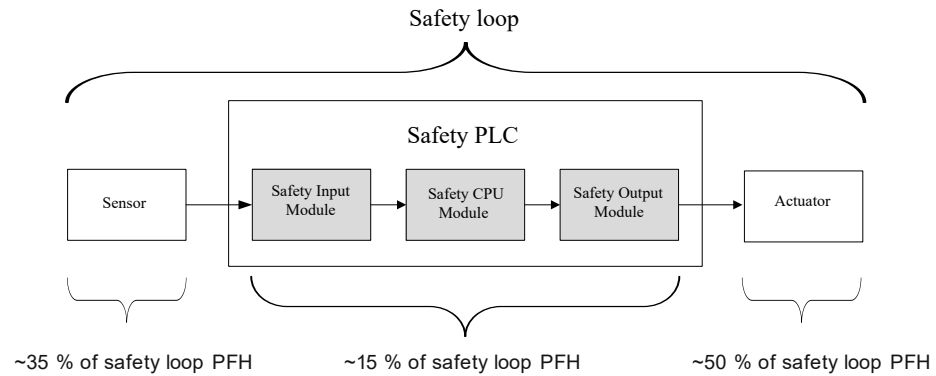 Safety loop
Safety PLC
Sensor
Safety Input
Module
Safety CPU
Module
Safety Output
Module
Actuator
~35 % of safety loop PFH
~15 % of safety loop PFH
~50 % of safety loop PFH